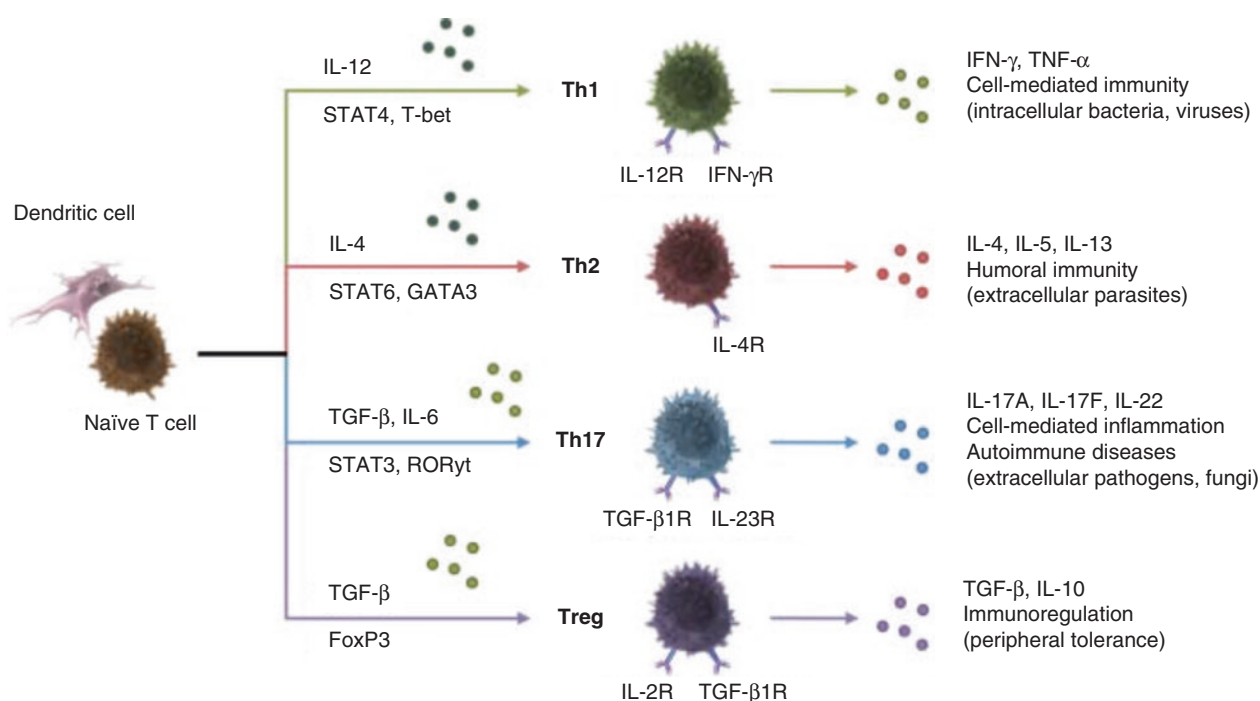 IL-12
STAT4, T-bet
Th1
IL-12R IFN-γR
IFN-γ, TNF-α
Cell-mediated immunity
(intracellular bacteria, viruses)
Dendritic cell
Naïve T cell
IL-4
STAT6, GATA3
Th2
IL-4R
IL-4, IL-5, IL-13
Humoral immunity
(extracellular parasites)
TGF-β, IL-6
STAT3, RORyt
Th17
TGF-β1R IL-23R
IL-17A, IL-17F, IL-22
Cell-mediated inflammation
Autoimmune diseases
(extracellular pathogens, fungi)
TGF-β
FoxP3
Treg
IL-2R TGF-β1R
TGF-β, IL-10
Immunoregulation
(peripheral tolerance)